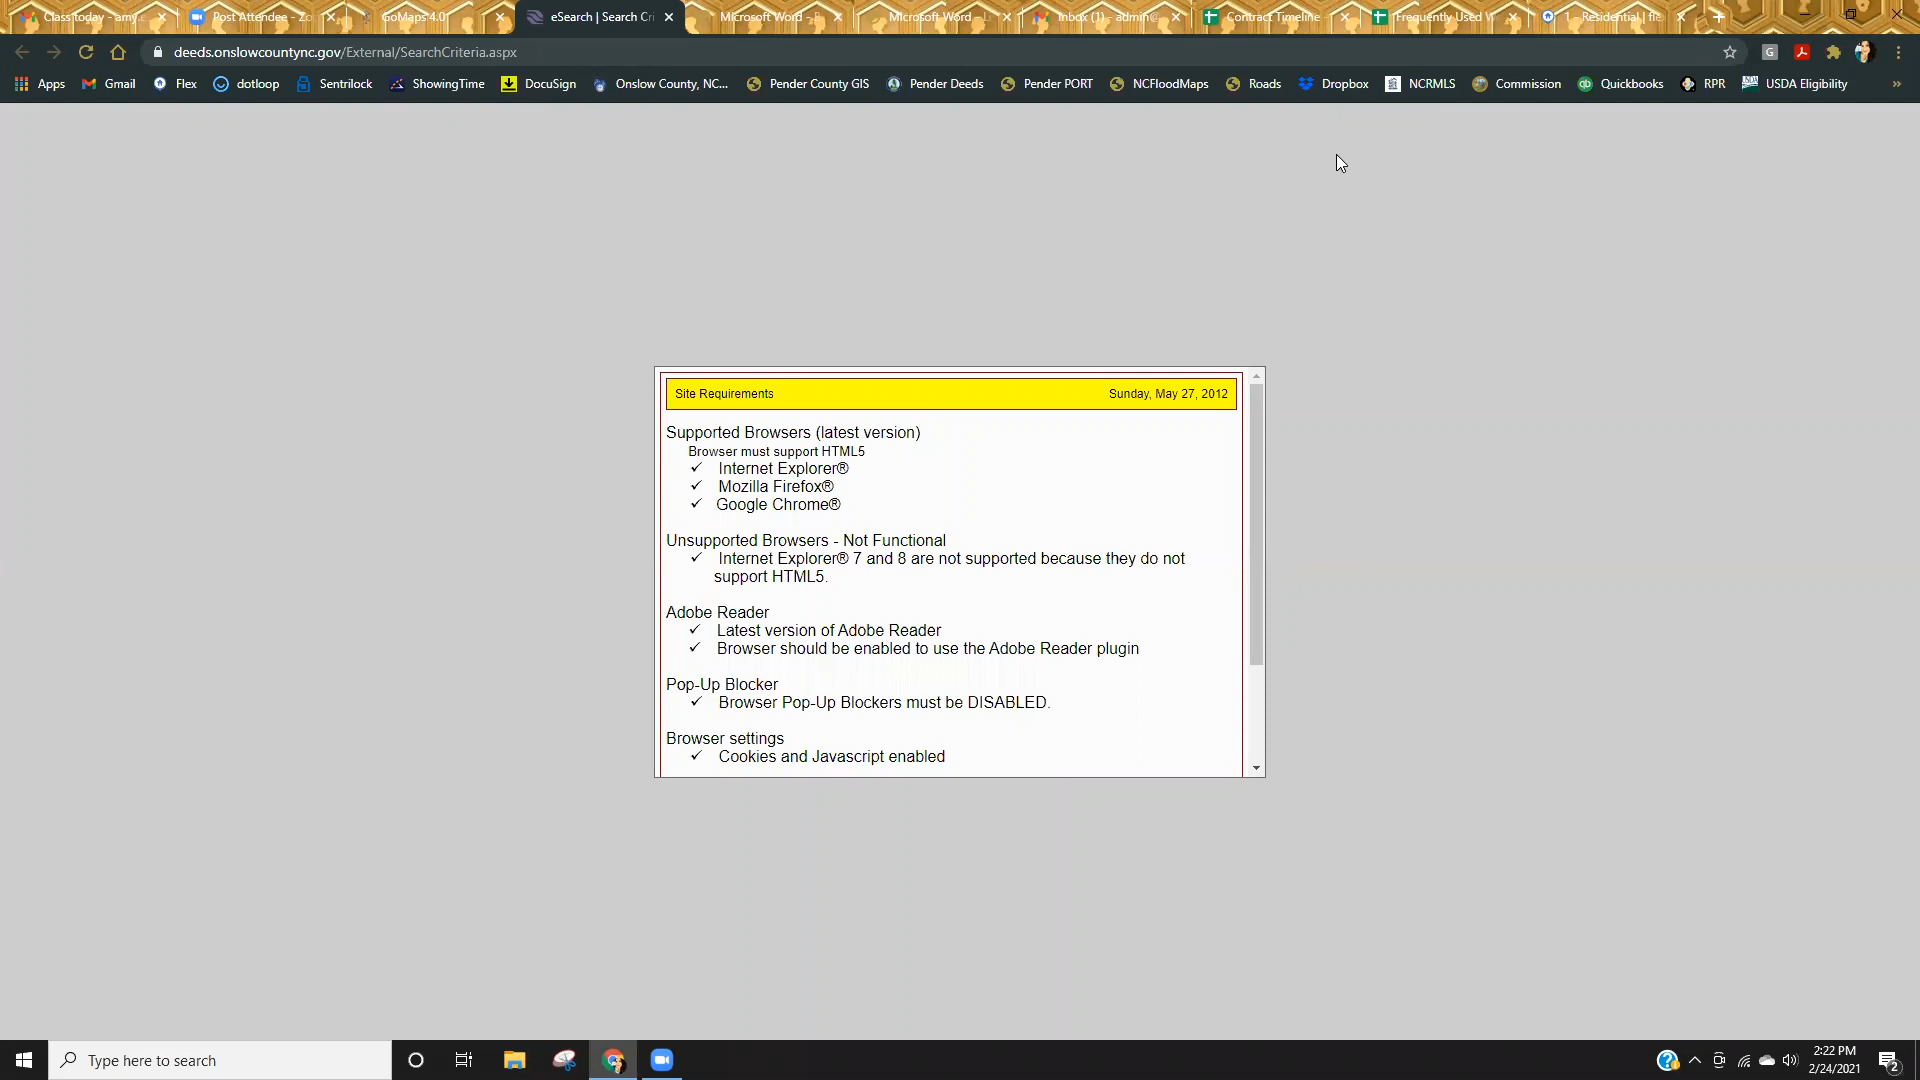 Class today - amy.e
Post Attendee - Zo
GoMaps 4.0
eSearch | Search Cri
Microsoft Word - F
Microsoft Word - L
Inbox (1) - admin@
Contract Timeline -
Frequently Used W
1 - Residential | fle
deeds.onslowcountync.gov/External/SearchCriteria.aspx
Apps
Gmail
Flex
dotloop
Sentrilock
ShowingTime
DocuSign
Onslow County, NC...
Pender County GIS
Pender Deeds
Pender PORT
NCFloodMaps
Roads
Dropbox
NCRMLS
Commission
Quickbooks
RPR
USDA Eligibility
»
Site Requirements
Sunday, May 27, 2012
Supported Browsers (latest version)
Browser must support HTML5
✓ Internet Explorer®
✓ Mozilla Firefox®
✓ Google Chrome®
Unsupported Browsers - Not Functional
✓ Internet Explorer® 7 and 8 are not supported because they do not
support HTML5.
Adobe Reader
✓ Latest version of Adobe Reader
✓ Browser should be enabled to use the Adobe Reader plugin
Pop-Up Blocker
✓ Browser Pop-Up Blockers must be DISABLED.
Browser settings
✓ Cookies and Javascript enabled
Type here to search
2:22 PM
2/24/2021
2